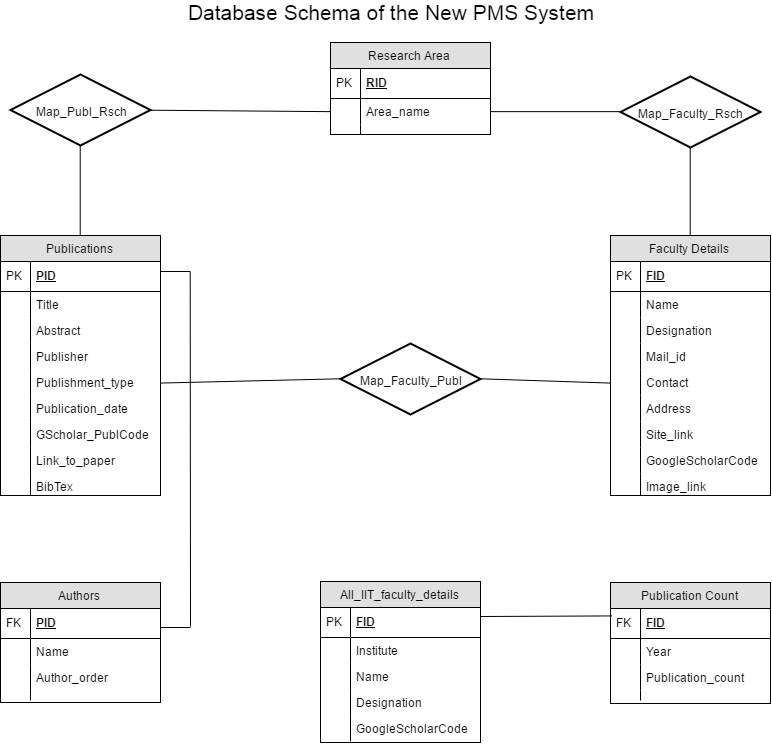 Database Schema of the New PMS System
Research Area
PK RID
Area_name
Map_Publ_Rsch
Map_Faculty_Rsch
Publications
PK PID
Title
Abstract
Publisher
Publishment_type
Publication_date
GScholar_PublCode
Link_to_paper
BibTex
Map_Faculty_Publ
Faculty Details
PK FID
Name
Designation
Mail_id
Contact
Address
Site_link
GoogleScholarCode
Image_link
Authors
FK PID
Name
Author_order
All_IIT_faculty_details
PK FID
Institute
Name
Designation
GoogleScholarCode
Publication Count
FK FID
Year
Publication_count